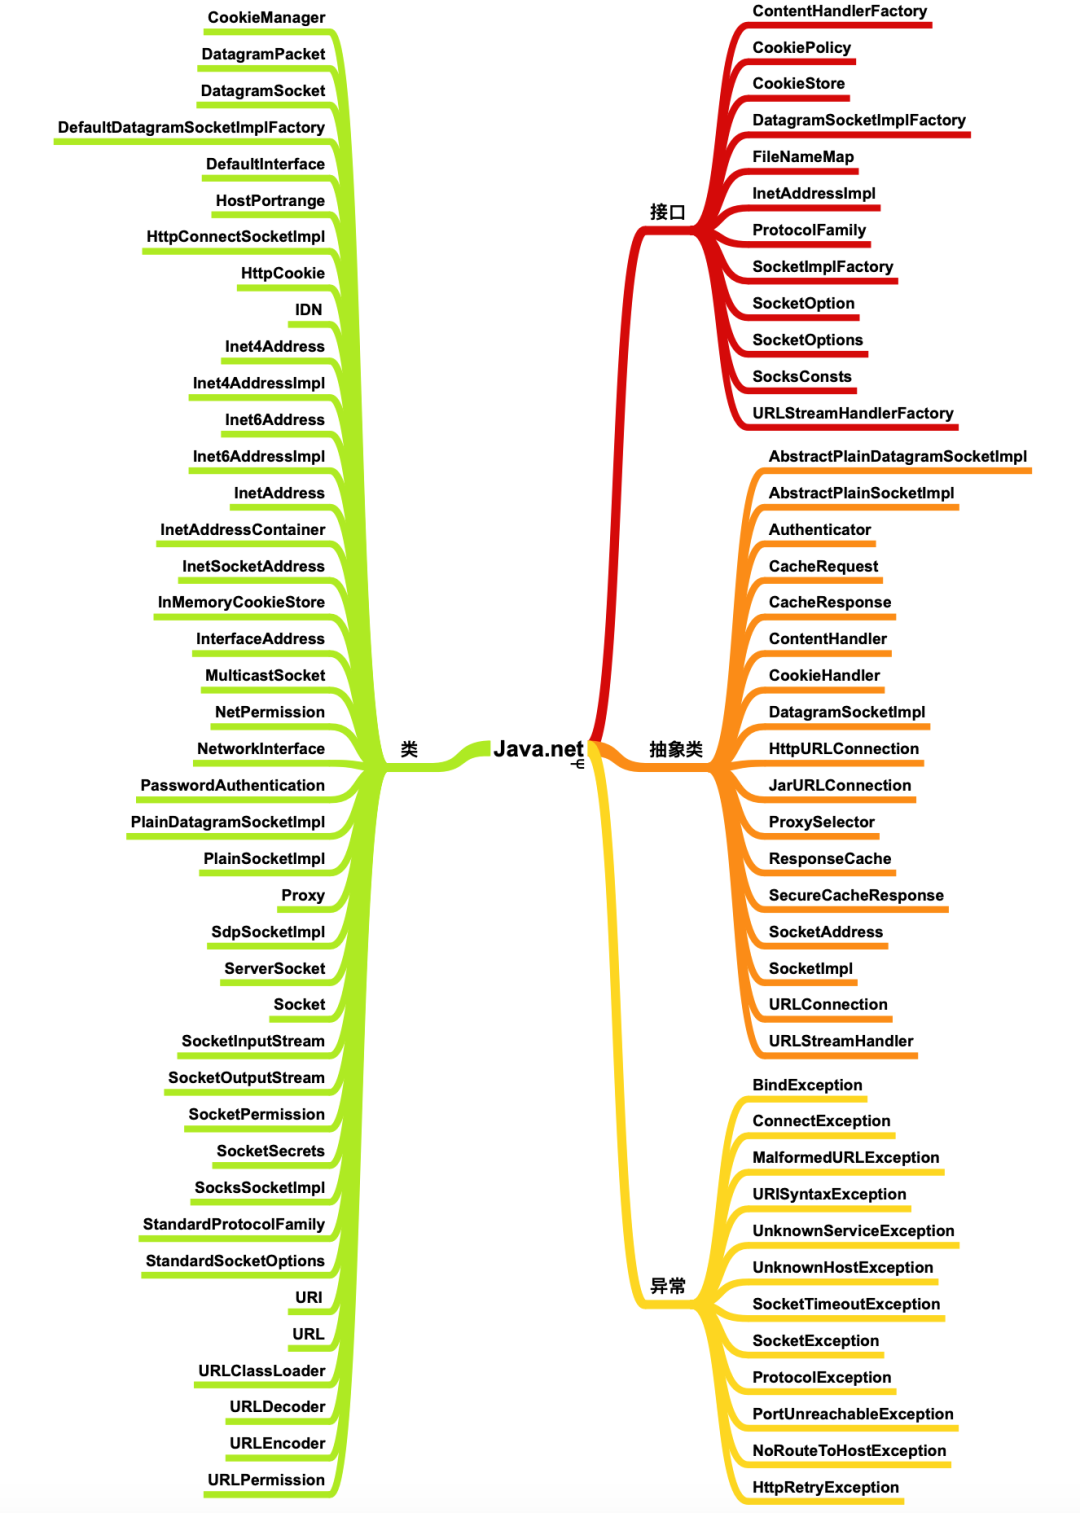 CookieManager
DatagramPacket
DatagramSocket
DefaultDatagramSocketImplFactory
DefaultInterface
HostPortrange
HttpConnectSocketImpl
HttpCookie
IDN
Inet4Address
Inet4AddressImpl
Inet6Address
Inet6AddressImpl
InetAddress
InetAddressContainer
InetSocketAddress
InMemoryCookieStore
InterfaceAddress
MulticastSocket
NetPermission
NetworkInterface
PasswordAuthentication
PlainDatagramSocketImpl
PlainSocketImpl
Proxy
SdpSocketImpl
ServerSocket
Socket
SocketInputStream
SocketOutputStream
SocketPermission
SocketSecrets
SocksSocketImpl
StandardProtocolFamily
StandardSocketOptions
URI
URL
URLClassLoader
URLDecoder
URLEncoder
URLPermission
类
Java.net
接口
ContentHandlerFactory
CookiePolicy
CookieStore
DatagramSocketImplFactory
FileNameMap
InetAddressImpl
ProtocolFamily
SocketImplFactory
SocketOption
SocketOptions
SocksConsts
URLStreamHandlerFactory
抽象类
AbstractPlainDatagramSocketImpl
AbstractPlainSocketImpl
Authenticator
CacheRequest
CacheResponse
ContentHandler
CookieHandler
DatagramSocketImpl
HttpURLConnection
JarURLConnection
ProxySelector
ResponseCache
SecureCacheResponse
SocketAddress
SocketImpl
URLConnection
URLStreamHandler
异常
BindException
ConnectException
MalformedURLException
URISyntaxException
UnknownServiceException
UnknownHostException
SocketTimeoutException
SocketException
ProtocolException
PortUnreachableException
NoRouteToHostException
HttpRetryException